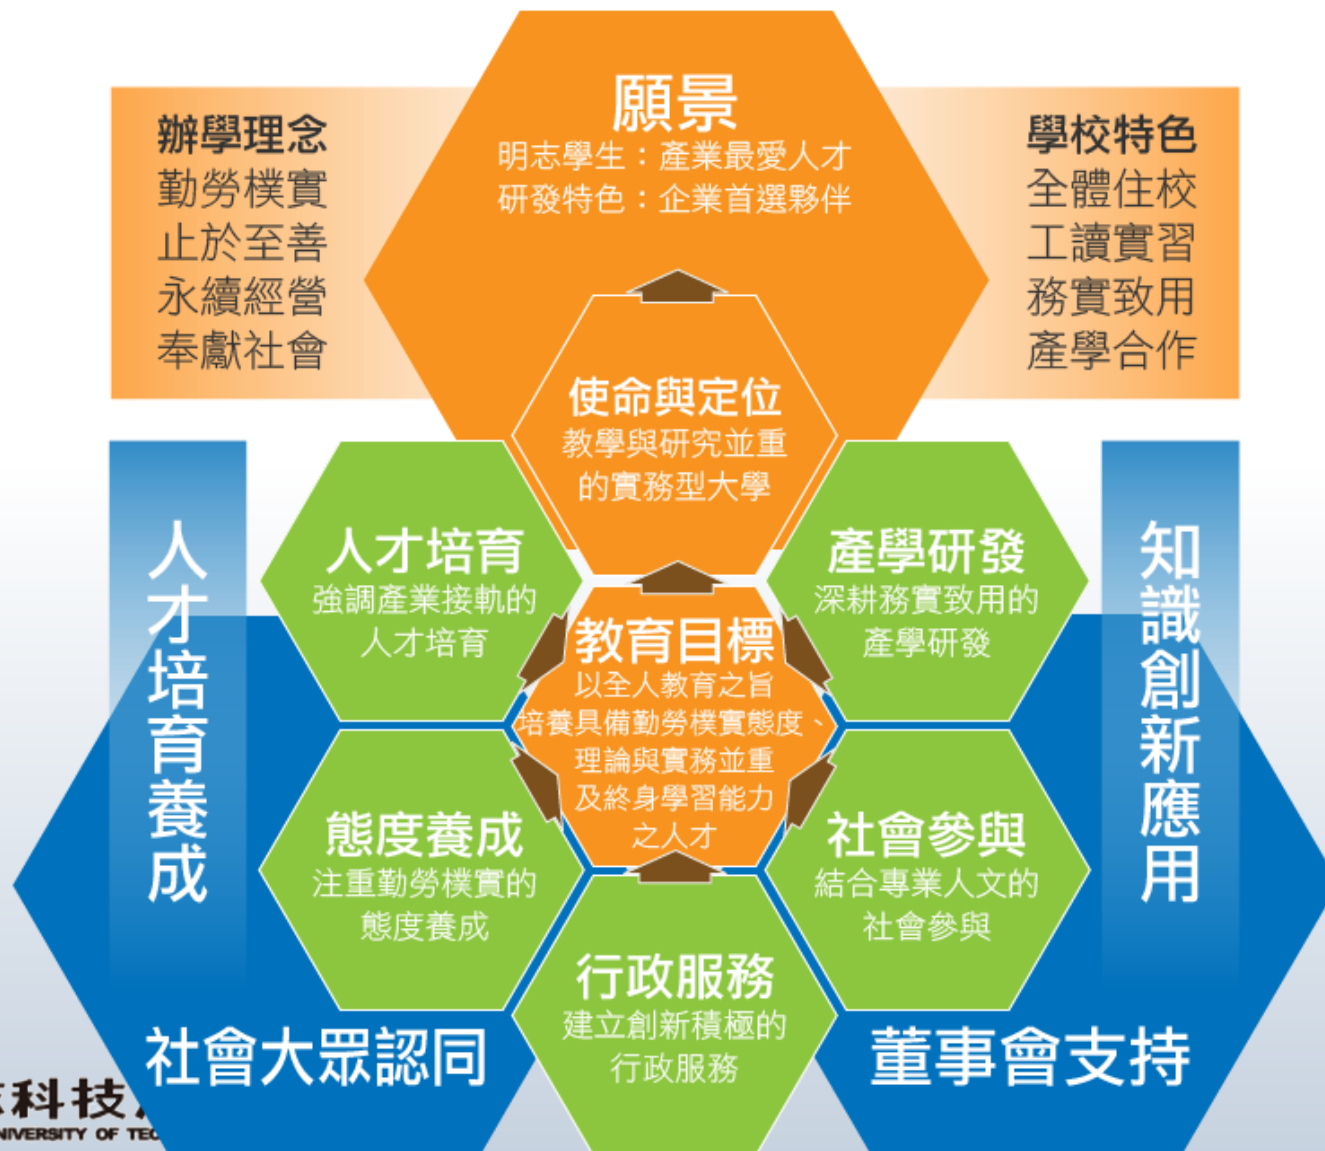 願景
明志學生：產業最愛人才
研發特色：企業首選夥伴
辦學理念
勤勞樸實
止於至善
永續經營
奉獻社會
學校特色
全體住校
工讀實習
務實致用
產學合作
使命與定位
教學與研究並重
的實務型大學
人才培育
強調產業接軌的
人才培育
產學研發
深耕務實致用的
產學研發
教育目標
以全人教育之旨
培養具備勤勞樸實態度、
理論與實務並重
及終身學習能力
之人才
人才培育養成
知識創新應用
態度養成
注重勤勞樸實的
態度養成
社會參與
結合專業人文的
社會參與
行政服務
建立創新積極的
行政服務
社會大眾認同
董事會支持
科技
UNIVERSITY OF TEC